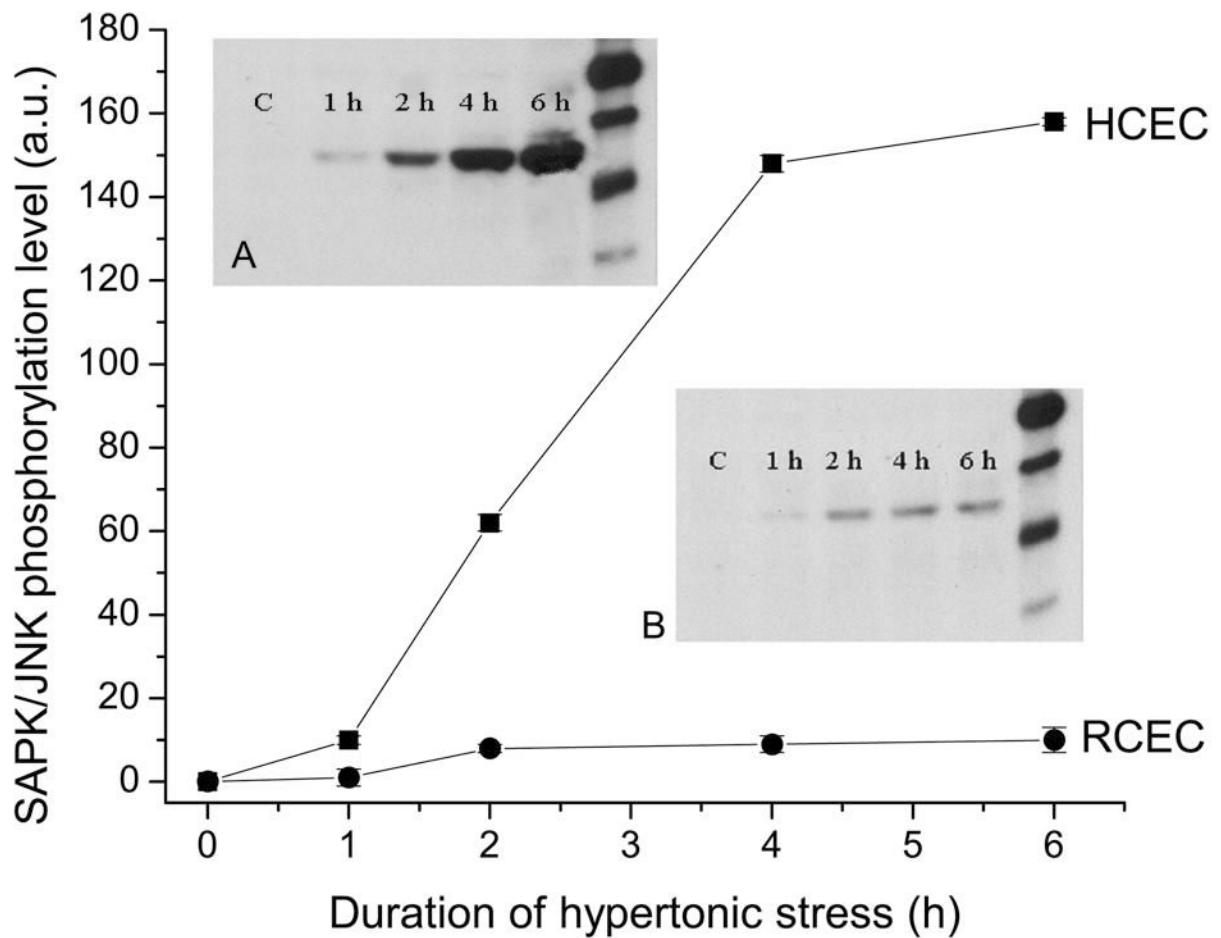 180
160
140
120
100
80
60
40
20
0
SAPK/JNK phosphorylation level (a.u.)
C 1 h 2 h 4 h 6 h
A
HCEC
C 1 h 2 h 4 h 6 h
B
RCEC
0 1 2 3 4 5 6
Duration of hypertonic stress (h)